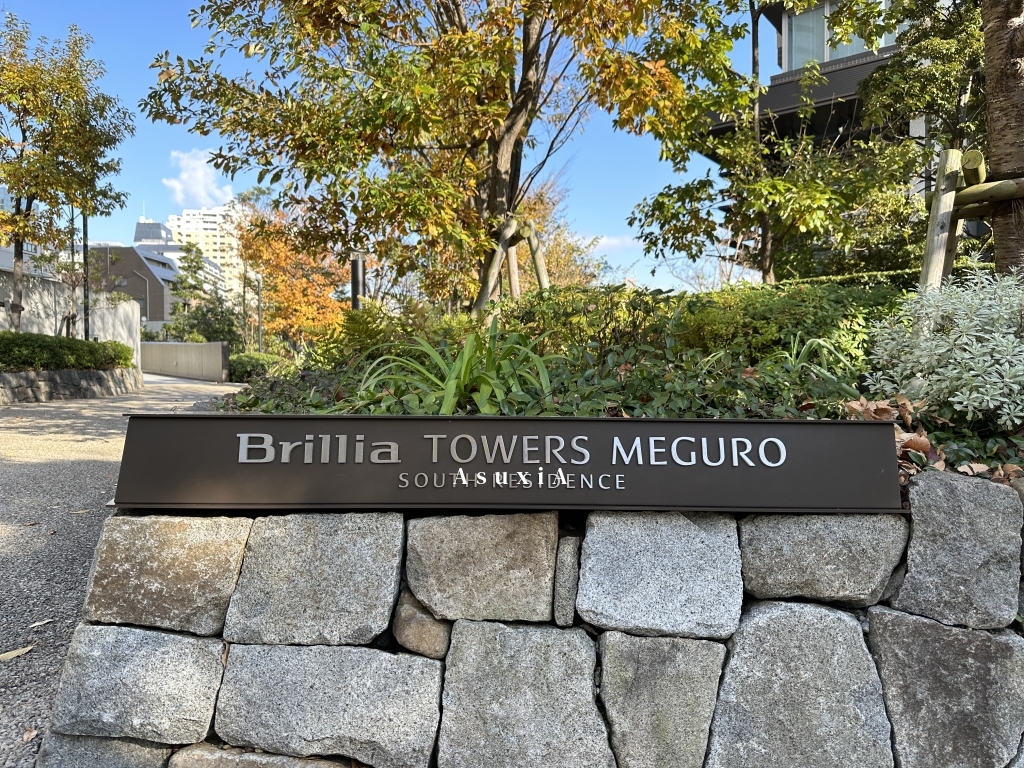 Brillia TOWERS MEGURO
SOUTH RESIDENCE
AsuxiA